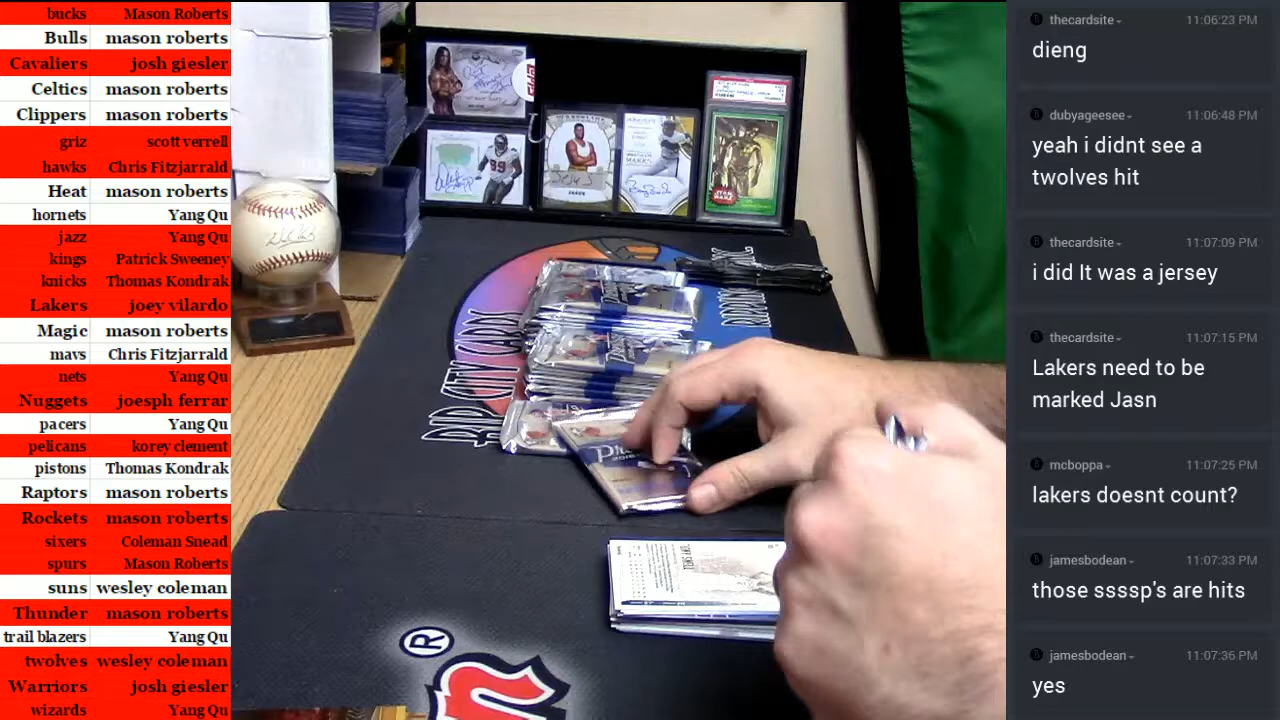 bucks Mason Roberts
Bulls mason roberts
Cavaliers josh giesler
Celtics mason roberts
Clippers mason roberts
griz scott verrell
hawks Chris Fitzjarrald
Heat mason roberts
hornets Yang Qu
jazz Yang Qu
kings Patrick Sweeney
knicks Thomas Kondrak
Lakers joey vilardo
Magic mason roberts
mavs Chris Fitzjarrald
nets Yang Qu
Nuggets joesph ferrar
pacers Yang Qu
pelicans korey clement
pistons Thomas Kondrak
Raptors mason roberts
Rockets mason roberts
sixers Coleman Snead
spurs Mason Roberts
suns wesley coleman
Thunder mason roberts
trail blazers Yang Qu
twolves wesley coleman
Warriors josh giesler
wizards Yang Qu
STAR WARS
RIP CITY CARDS
®
thecardsite 11:06:23 PM
dieng
dubyageesee 11:06:48 PM
yeah i didnt see a
twolves hit
thecardsite 11:07:09 PM
i did It was a jersey
thecardsite 11:07:15 PM
Lakers need to be
marked Jasn
mcboppa 11:07:25 PM
lakers doesnt count?
jamesbodean 11:07:33 PM
those ssssp's are hits
jamesbodean 11:07:36 PM
yes